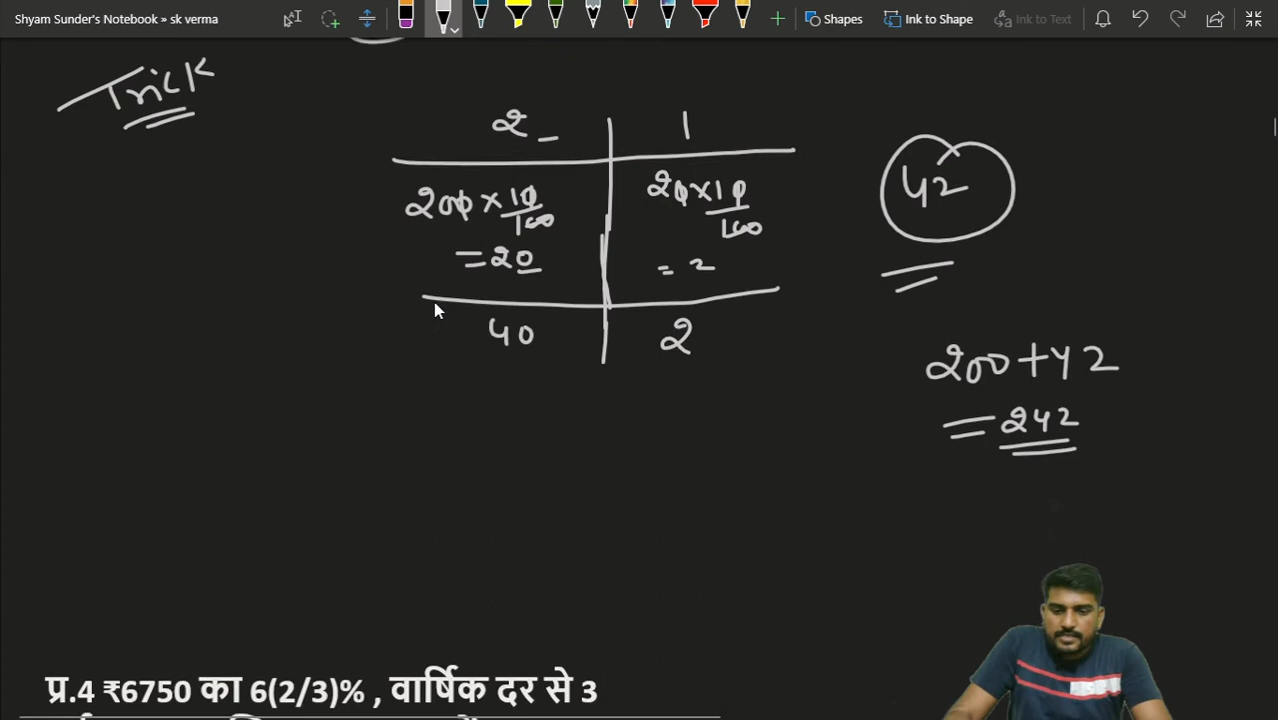 Shyam Sunder's Notebook » sk verma
Shapes
Ink to Shape
Ink to Text
Trick
2 1
200 × 10/100 20 × 10/100
= 20 = 2
40 2
42
200 + 42
= 242
प्र.4 ₹6750 का 6(2/3)% , वार्षिक दर से 3